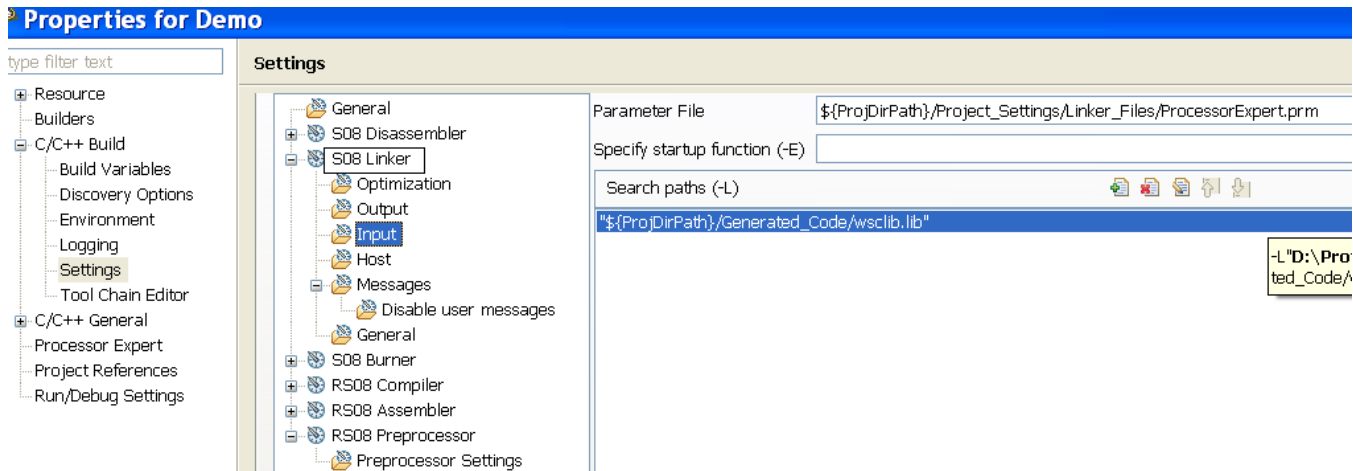 Properties for Demo
type filter text
Resource
Builders
C/C++ Build
Build Variables
Discovery Options
Environment
Logging
Settings
Tool Chain Editor
C/C++ General
Processor Expert
Project References
Run/Debug Settings
Settings
General
S08 Disassembler
S08 Linker
Optimization
Output
Input
Host
Messages
Disable user messages
General
S08 Burner
RS08 Compiler
RS08 Assembler
RS08 Preprocessor
Preprocessor Settings
Parameter File
${ProjDirPath}/Project_Settings/Linker_Files/ProcessorExpert.prm
Specify startup function (-E)
Search paths (-L)
"${ProjDirPath}/Generated_Code/wsclib.lib"
-L"D:\Pro
ted_Code/